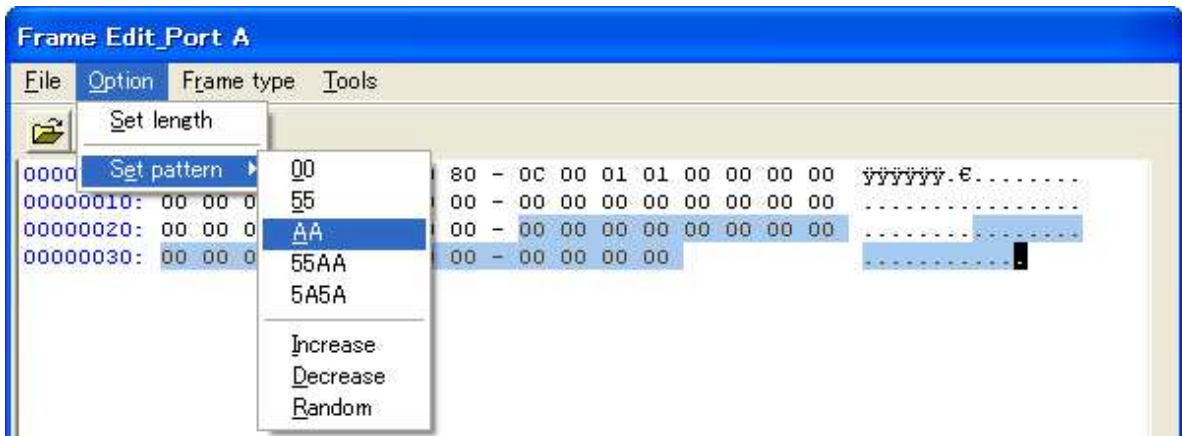 Frame Edit_Port A
File Option Frame type Tools
Set length
Set pattern
00
55
AA
55AA
5A5A
Increase
Decrease
Random
0000 80 - 0C 00 01 01 00 00 00 00 ÿÿÿÿÿÿ.€........
00000010: 00 00 0 00 - 00 00 00 00 00 00 00 00 ................
00000020: 00 00 0 00 - 00 00 00 00 00 00 00 00 ................
00000030: 00 00 0 00 - 00 00 00 00 ............